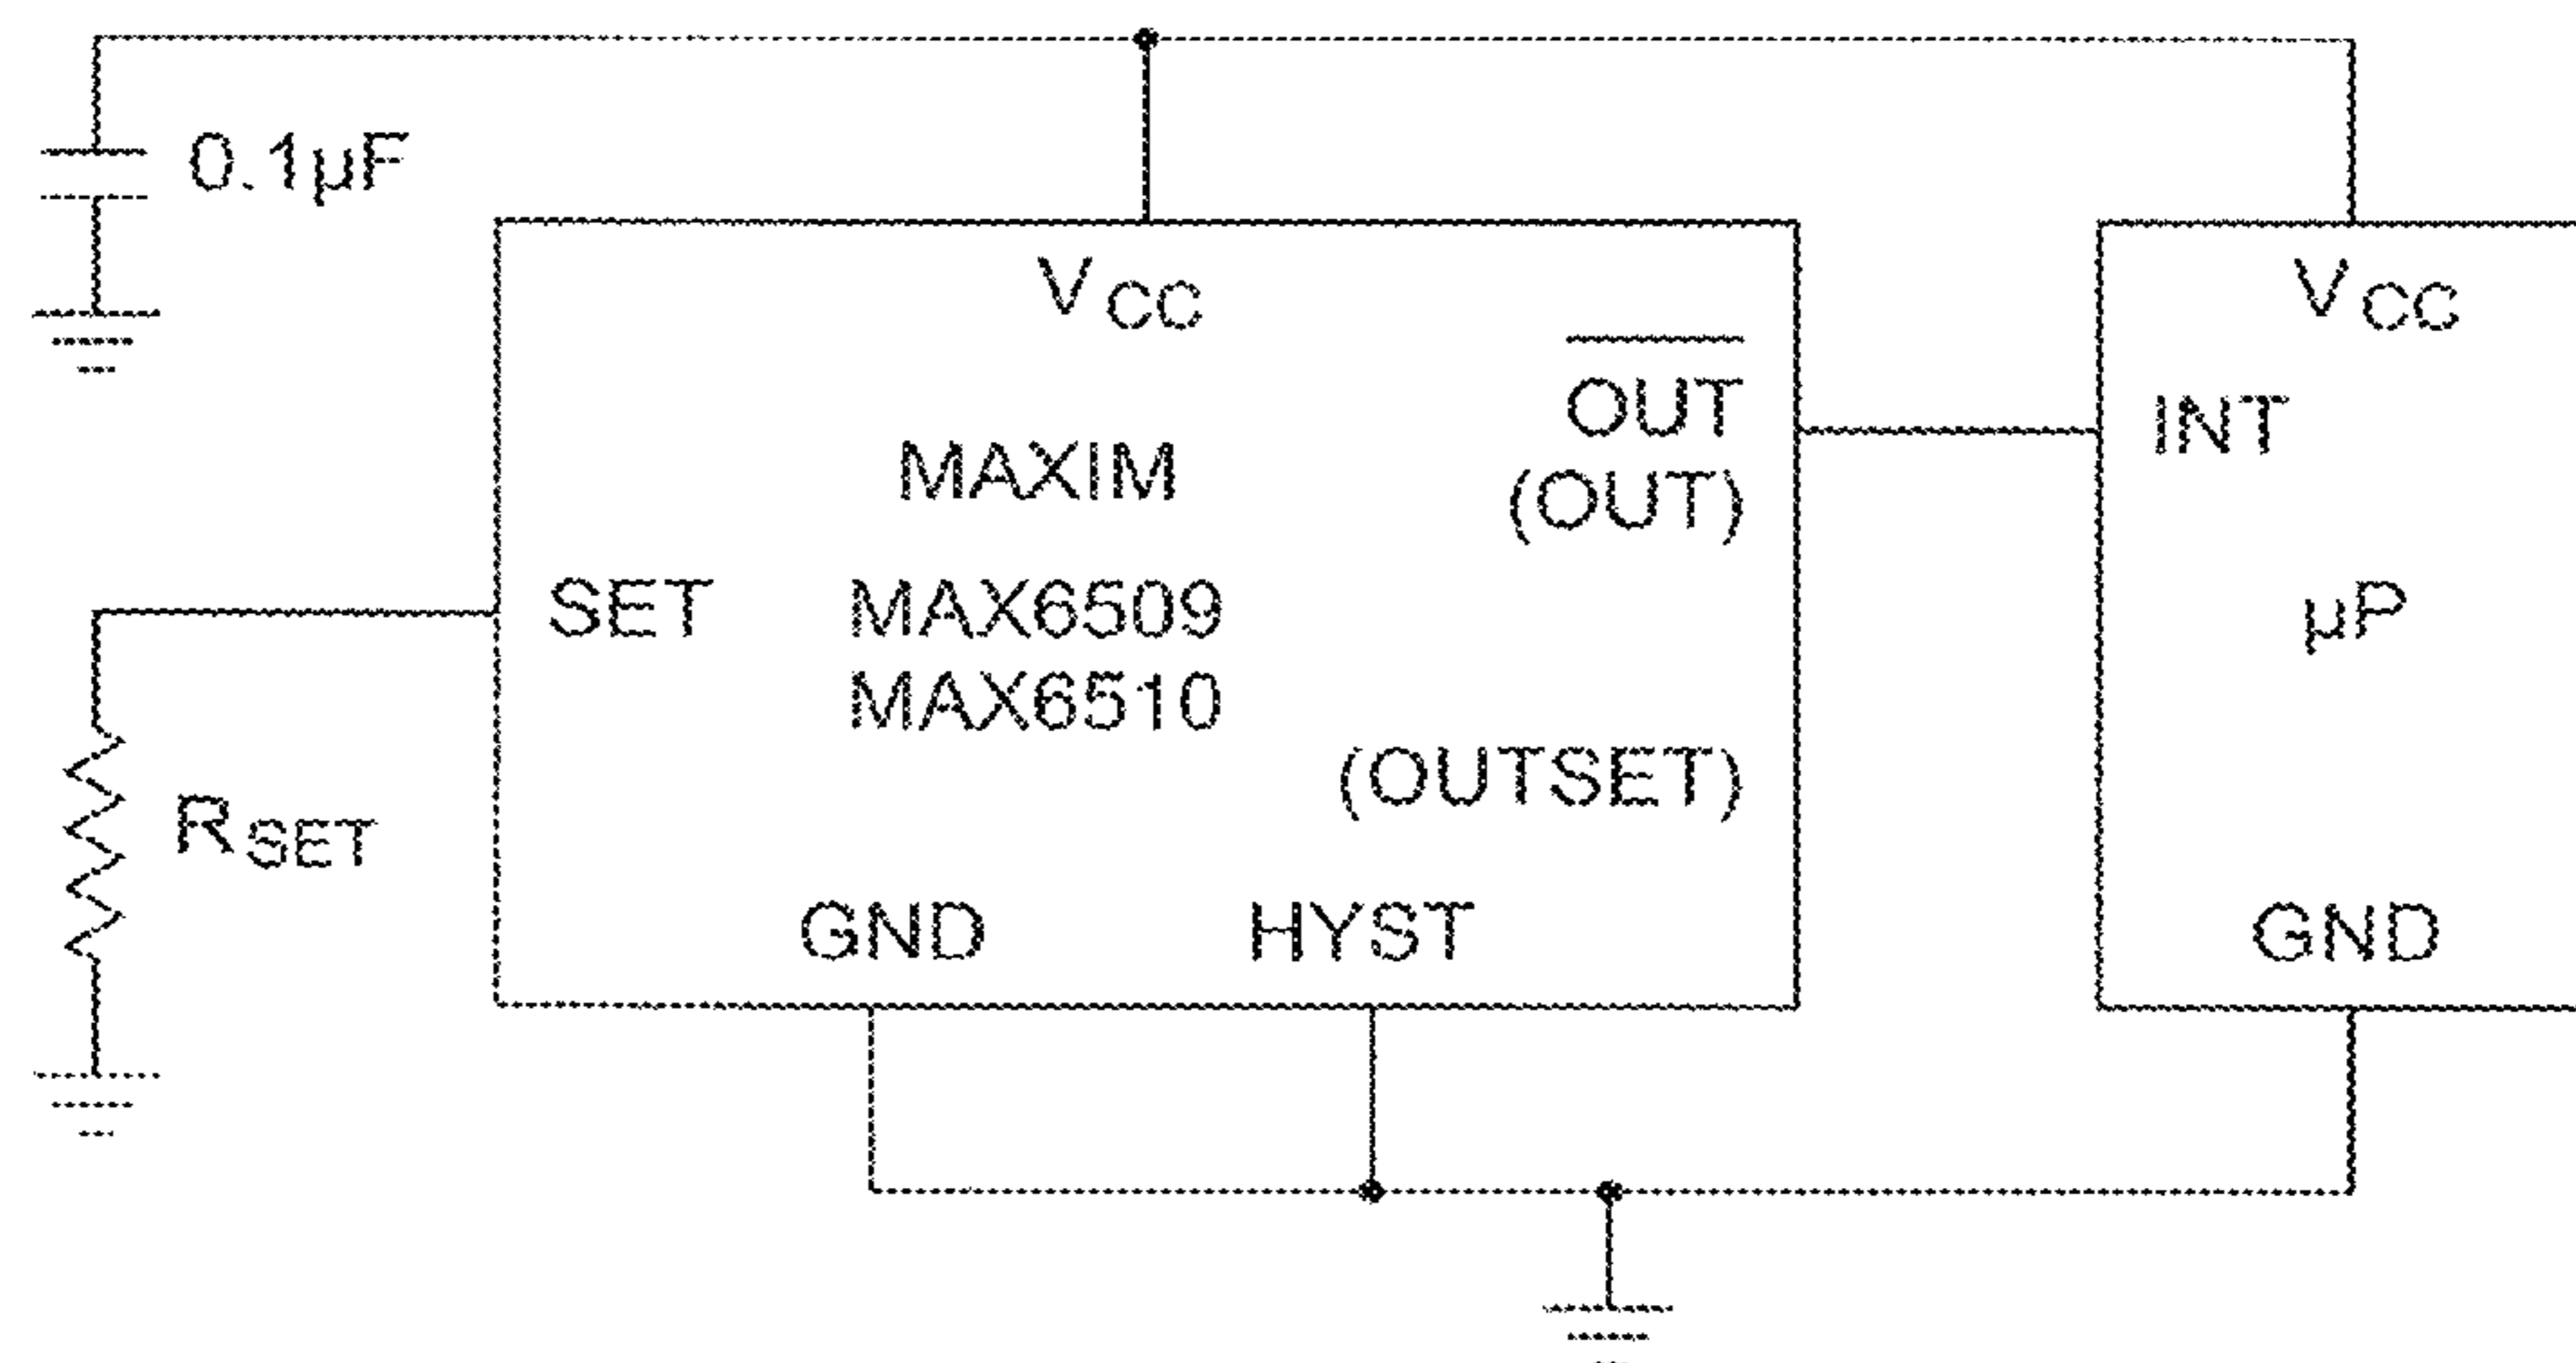 0.1µF
VCC
OUT
(OUT)
MAXIM
SET
MAX6509
MAX6510
(OUTSET)
GND
HYST
RSET
VCC
INT
µP
GND